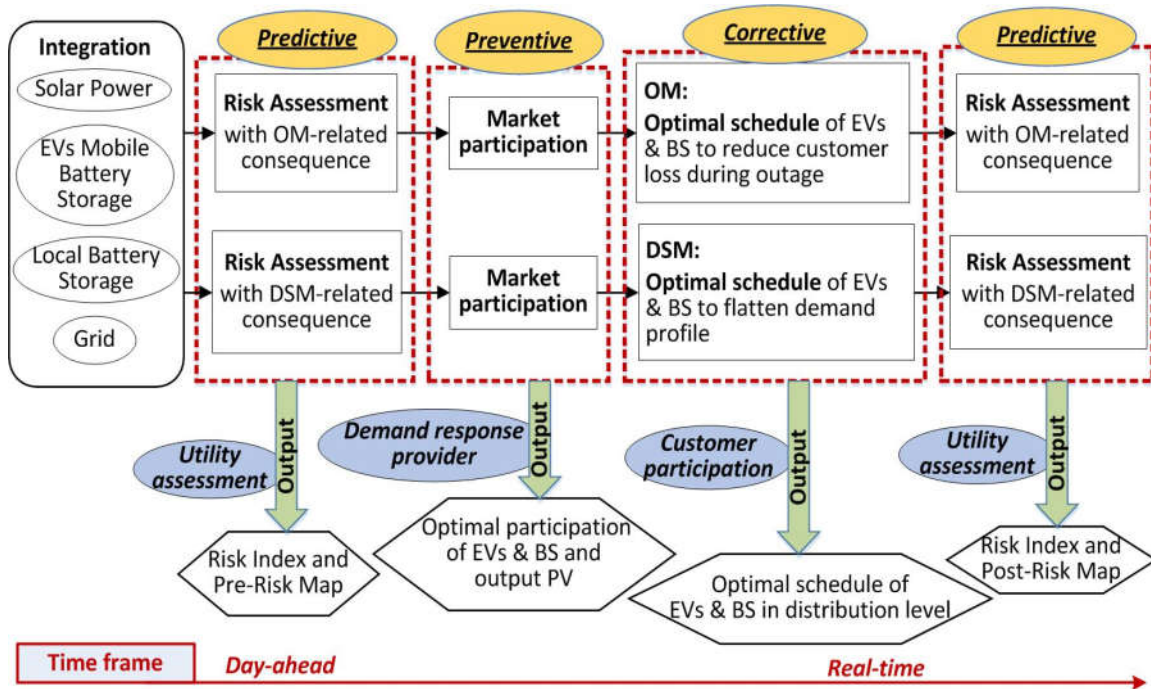 Integration
Solar Power
EVs Mobile
Battery
Storage
Local Battery
Storage
Grid
Predictive
Risk Assessment
with OM-related
consequence
Risk Assessment
with DSM-related
consequence
Preventive
Market
participation
Market
participation
Corrective
OM:
Optimal schedule of EVs
& BS to reduce customer
loss during outage
DSM:
Optimal schedule of EVs
& BS to flatten demand
profile
Predictive
Risk Assessment
with OM-related
consequence
Risk Assessment
with DSM-related
consequence
Utility
assessment
Output
Risk Index and
Pre-Risk Map
Demand response
provider
Output
Optimal participation
of EVs & BS and
output PV
Customer
participation
Output
Optimal schedule of
EVs & BS in distribution level
Utility
assessment
Output
Risk Index and
Post-Risk Map
Time frame
Day-ahead
Real-time